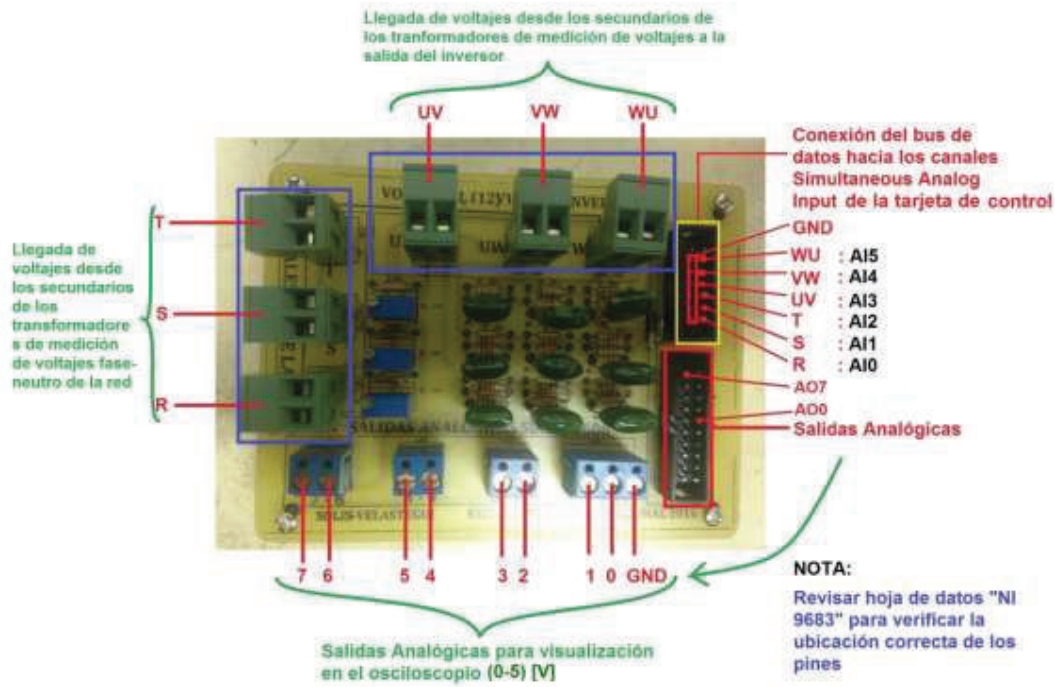 Llegada de voltajes desde los secundarios de
los tranformadores de medición de voltajes a la
salida del inversor
UV
VW
WU
Conexión del bus de
datos hacia los canales
Simultaneous Analog
Input de la tarjeta de control
GND
WU : AI5
VW : AI4
UV : AI3
T : AI2
S : AI1
R : AI0
AO7
AO0
Salidas Analógicas
T
S
R
Llegada de
voltajes desde
los secundarios
de los
transformadore
s de medición
de voltajes fase-
neutro de la red
SALIDAS
SOLIS-VELASTEGUI
7 6 5 4 3 2 1 0 GND
Salidas Analógicas para visualización
en el osciloscopio (0-5) [V]
NOTA:
Revisar hoja de datos "NI
9683" para verificar la
ubicación correcta de los
pines